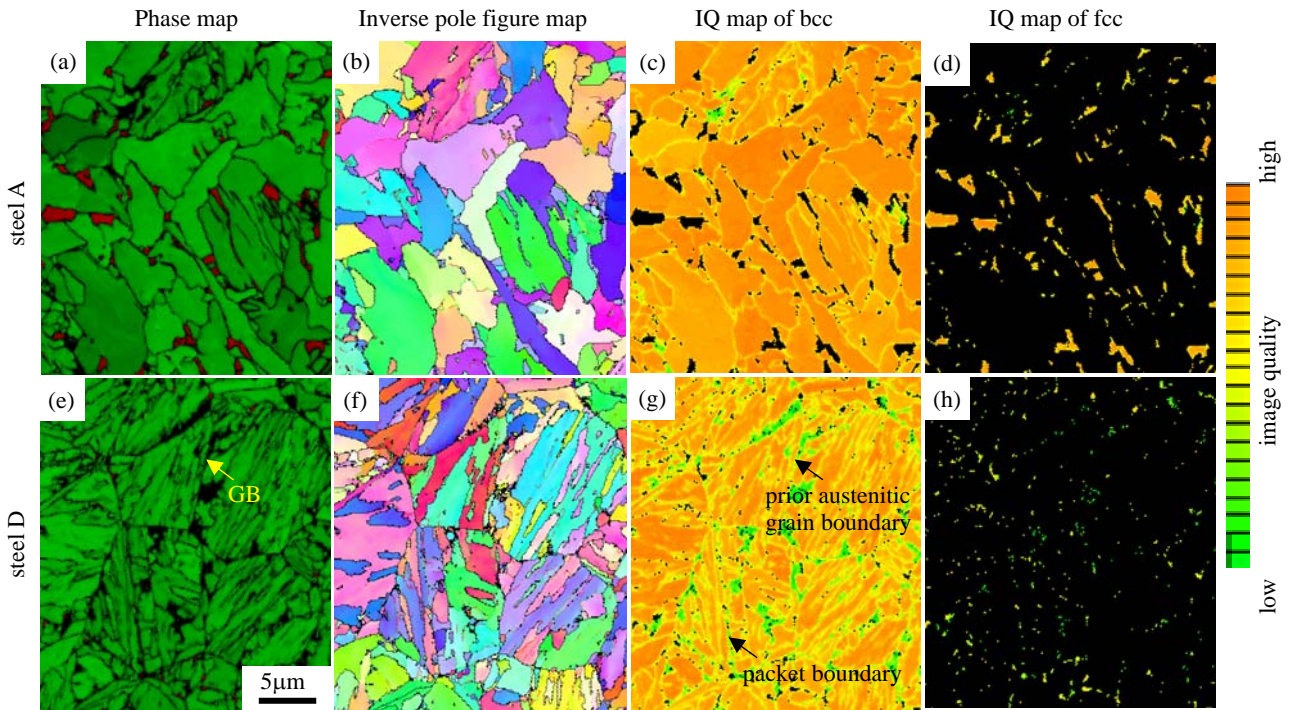 Phase map
Inverse pole figure map
IQ map of bcc
IQ map of fcc
steel A
(a)
(b)
(c)
(d)
high
image quality
low
steel D
(e)
(f)
(g)
(h)
GB
prior austenitic
grain boundary
packet boundary
5μm